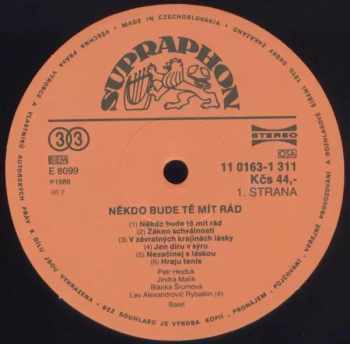 MADE IN CZECHOSLOVAKIA
SUPRAPHON
33
E 8099
P 1988
STEREO
OSA
11 0163-1 311
Kčs 44,-
1. STRANA
NĚKDO BUDE TĚ MÍT RÁD
(1) Někdo bude tě mít rád
(2) Zákon schválnosti
(3) V závratných krajinách lásky
(4) Jen díru v sýru
(5) Nezačínej s láskou
(6) Hraju tenis
Petr Hejduk
Jindra Malík
Blanka Šrůmová
Lev Alexandrovič Rybalkin (4)